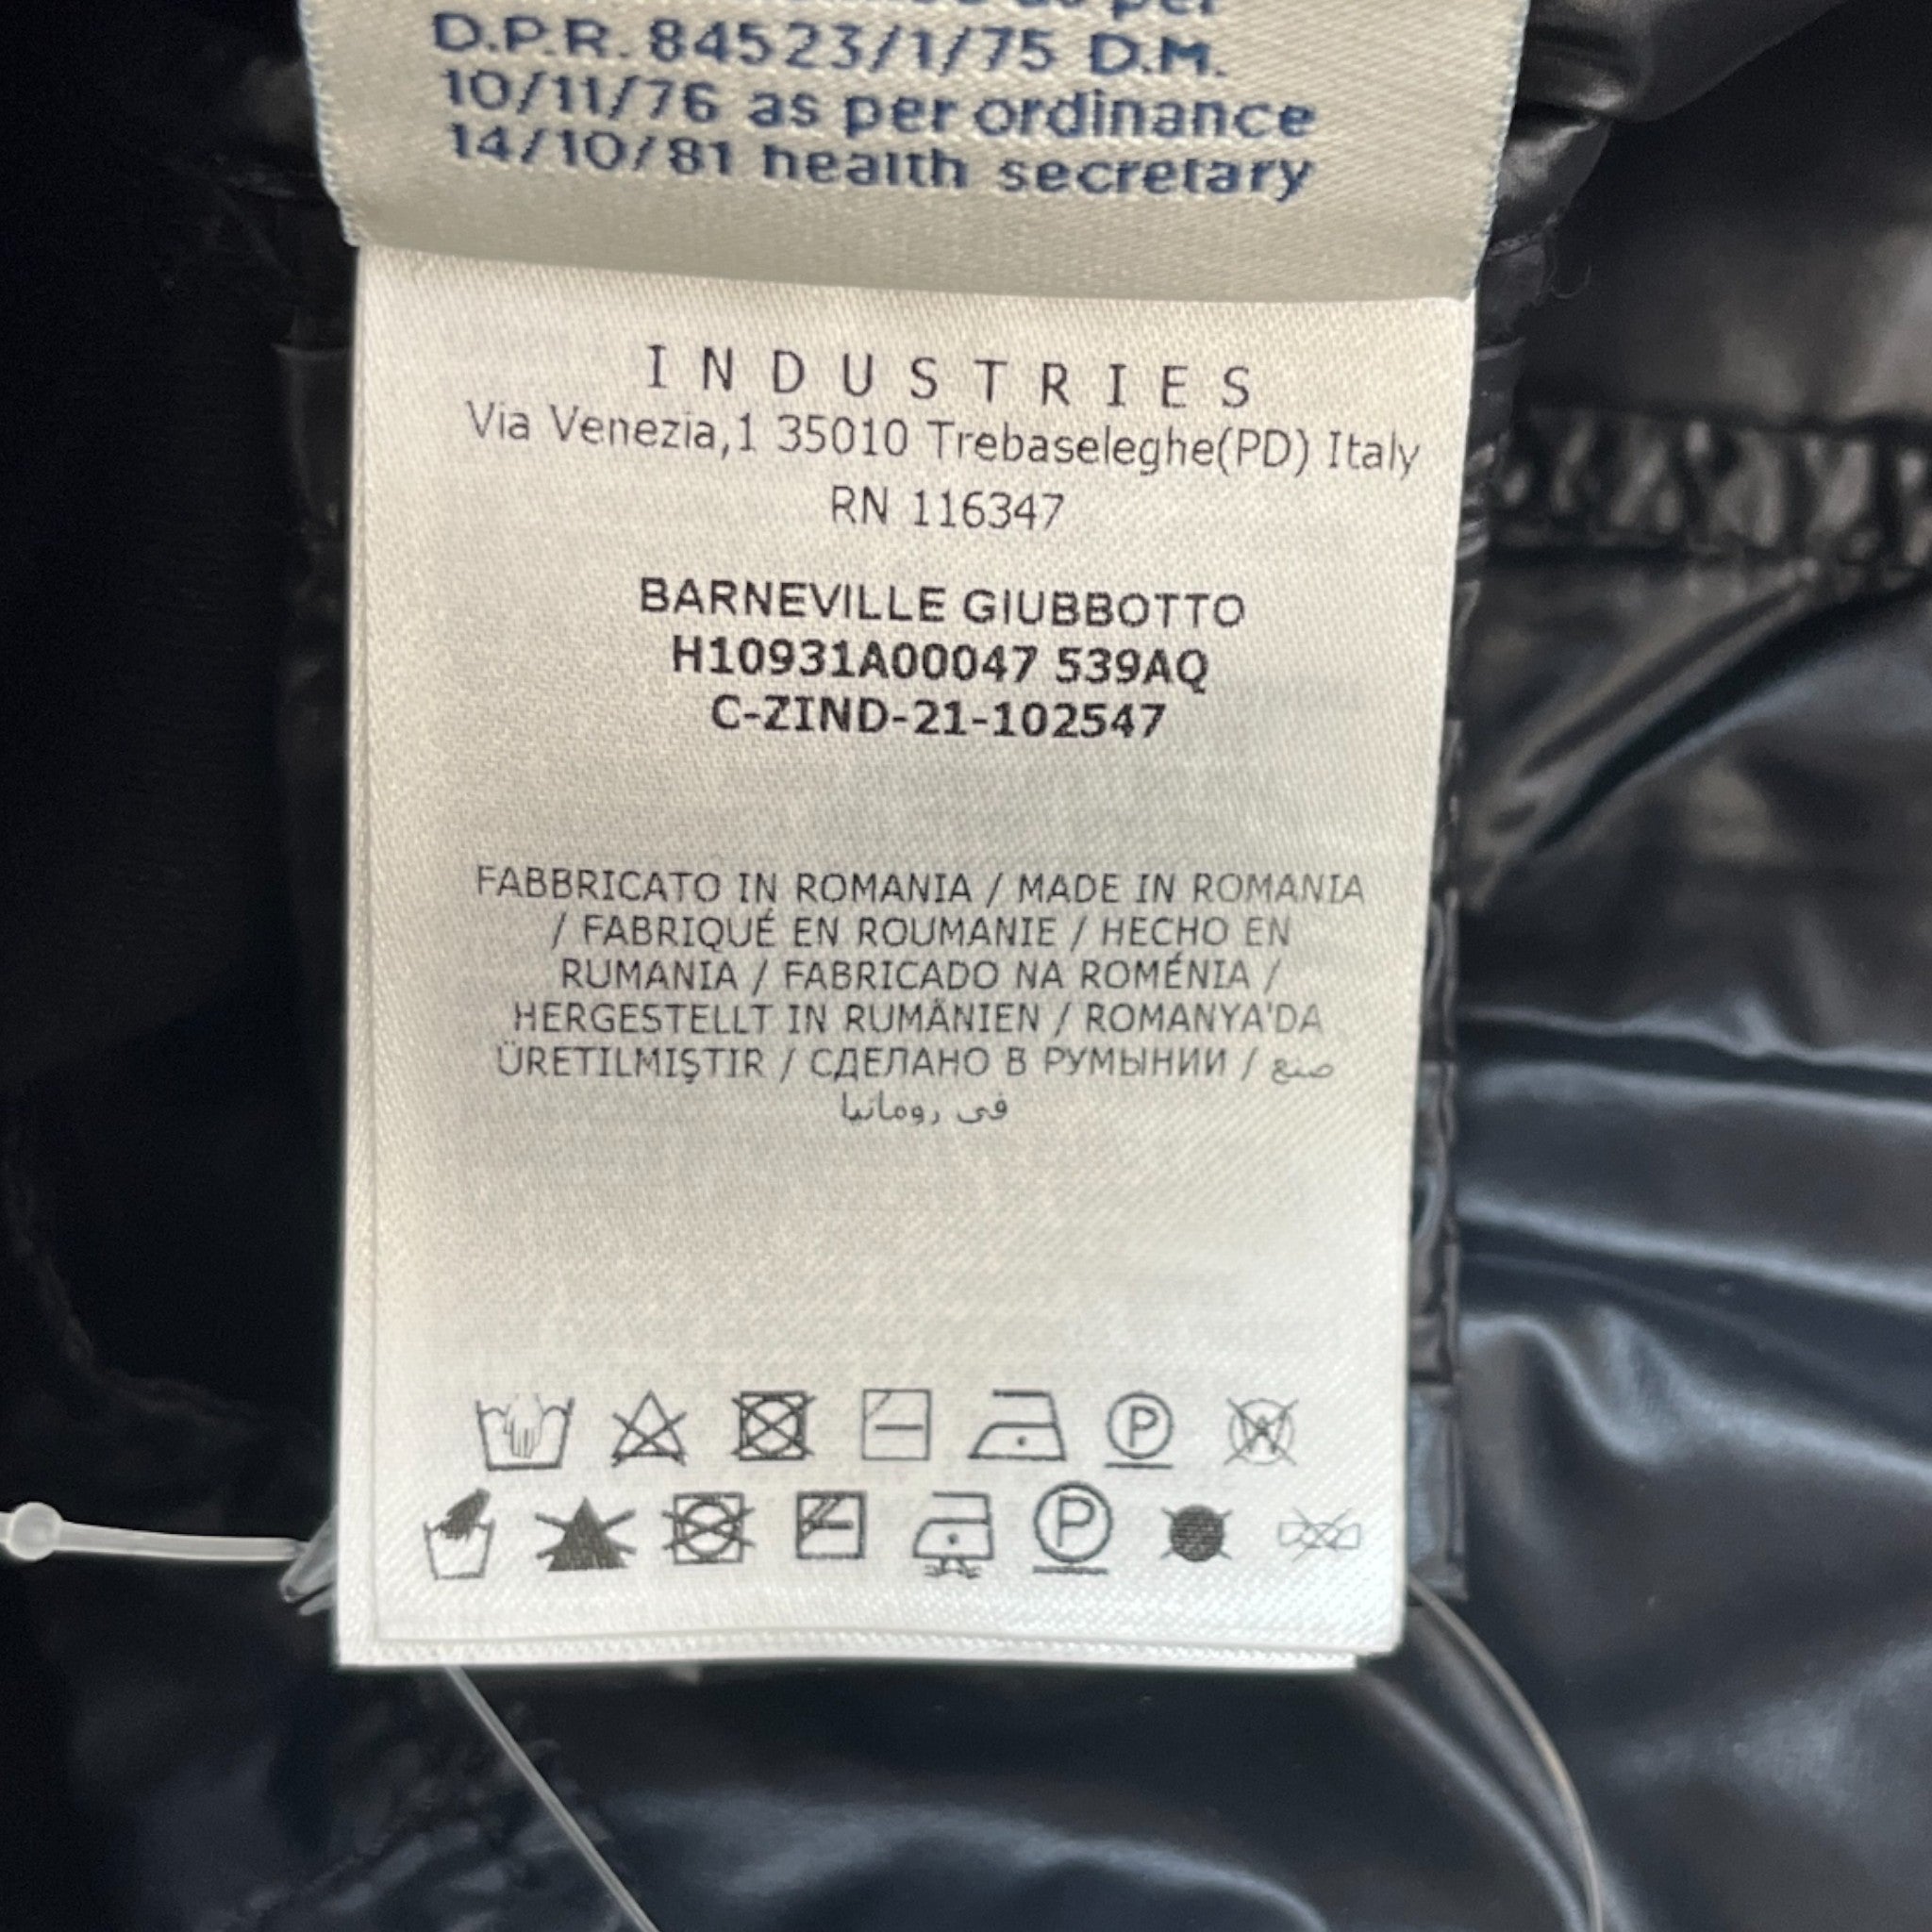 as per
D.P.R. 84523/1/75 D.M.
10/11/76 as per ordinance
14/10/81 health secretary
INDUSTRIES
Via Venezia,1 35010 Trebaseleghe(PD) Italy
RN 116347
BARNEVILLE GIUBBOTTO
H10931A00047 539AQ
C-ZIND-21-102547
FABBRICATO IN ROMANIA / MADE IN ROMANIA
/ FABRIQUÉ EN ROUMANIE / HECHO EN
RUMANIA / FABRICADO NA ROMÉNIA /
HERGESTELLT IN RUMÄNIEN / ROMANYA'DA
ÜRETILMIŞTIR / СДЕЛАНО В РУМЫНИИ / صنع
فى رومانيا
P W
P